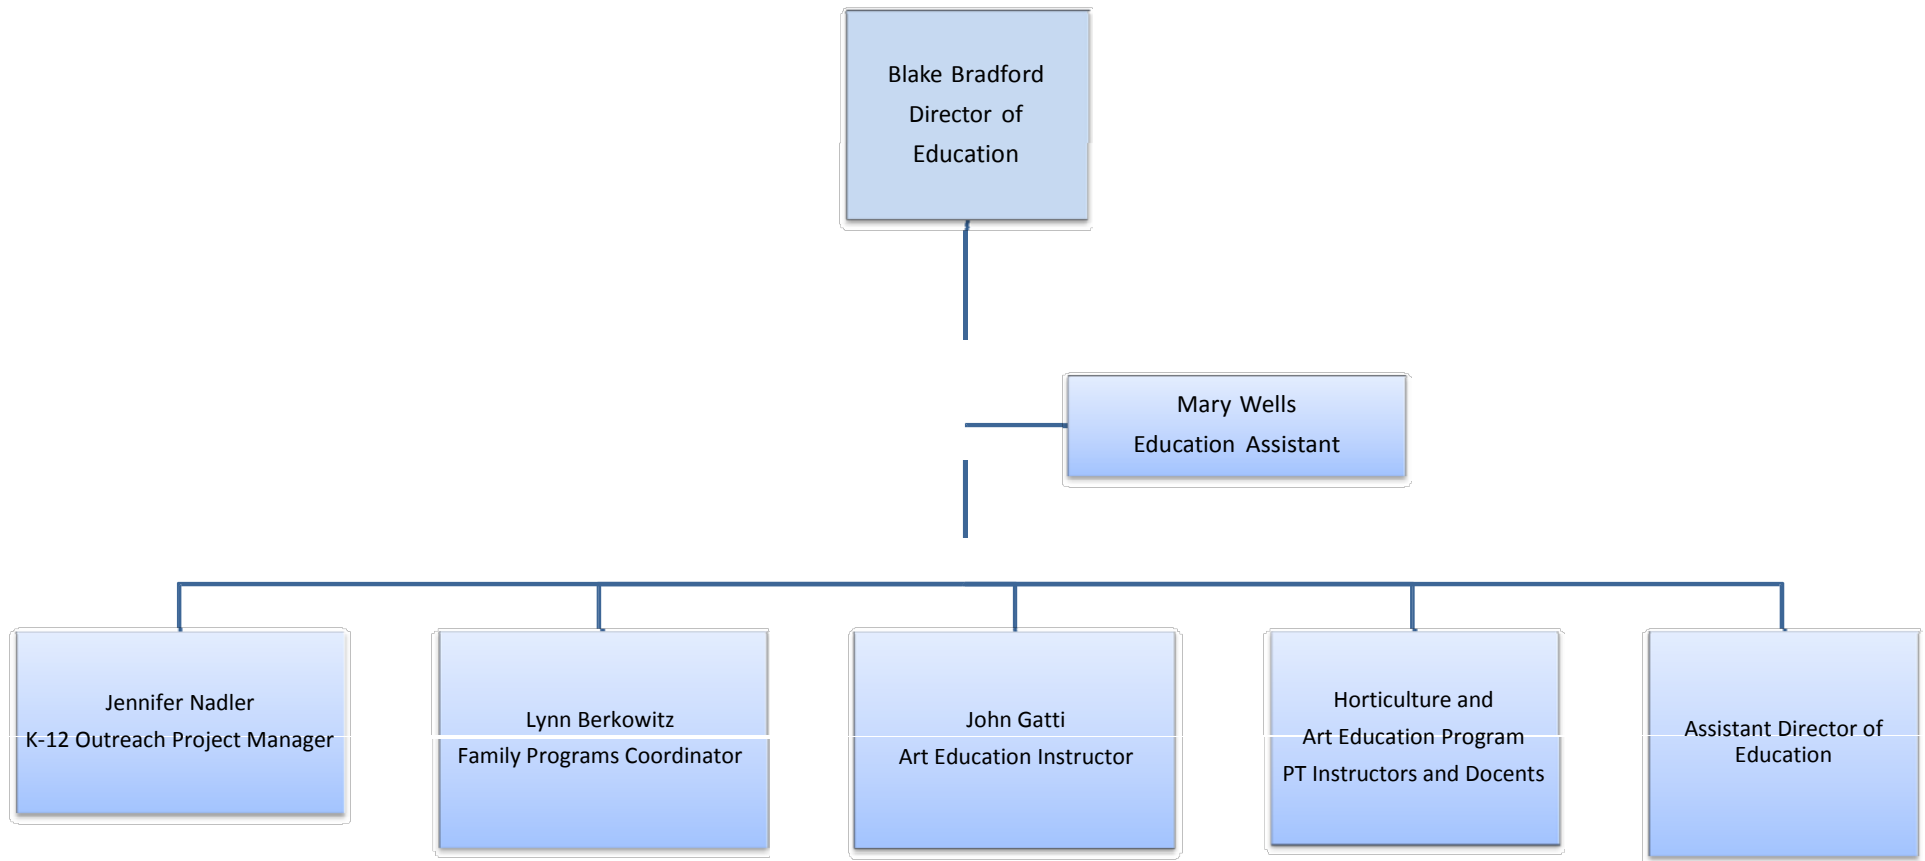 Blake Bradford
Director of
Education
Mary Wells
Education Assistant
Jennifer Nadler
K-12 Outreach Project Manager
Lynn Berkowitz
Family Programs Coordinator
John Gatti
Art Education Instructor
Horticulture and
Art Education Program
PT Instructors and Docents
Assistant Director of
Education